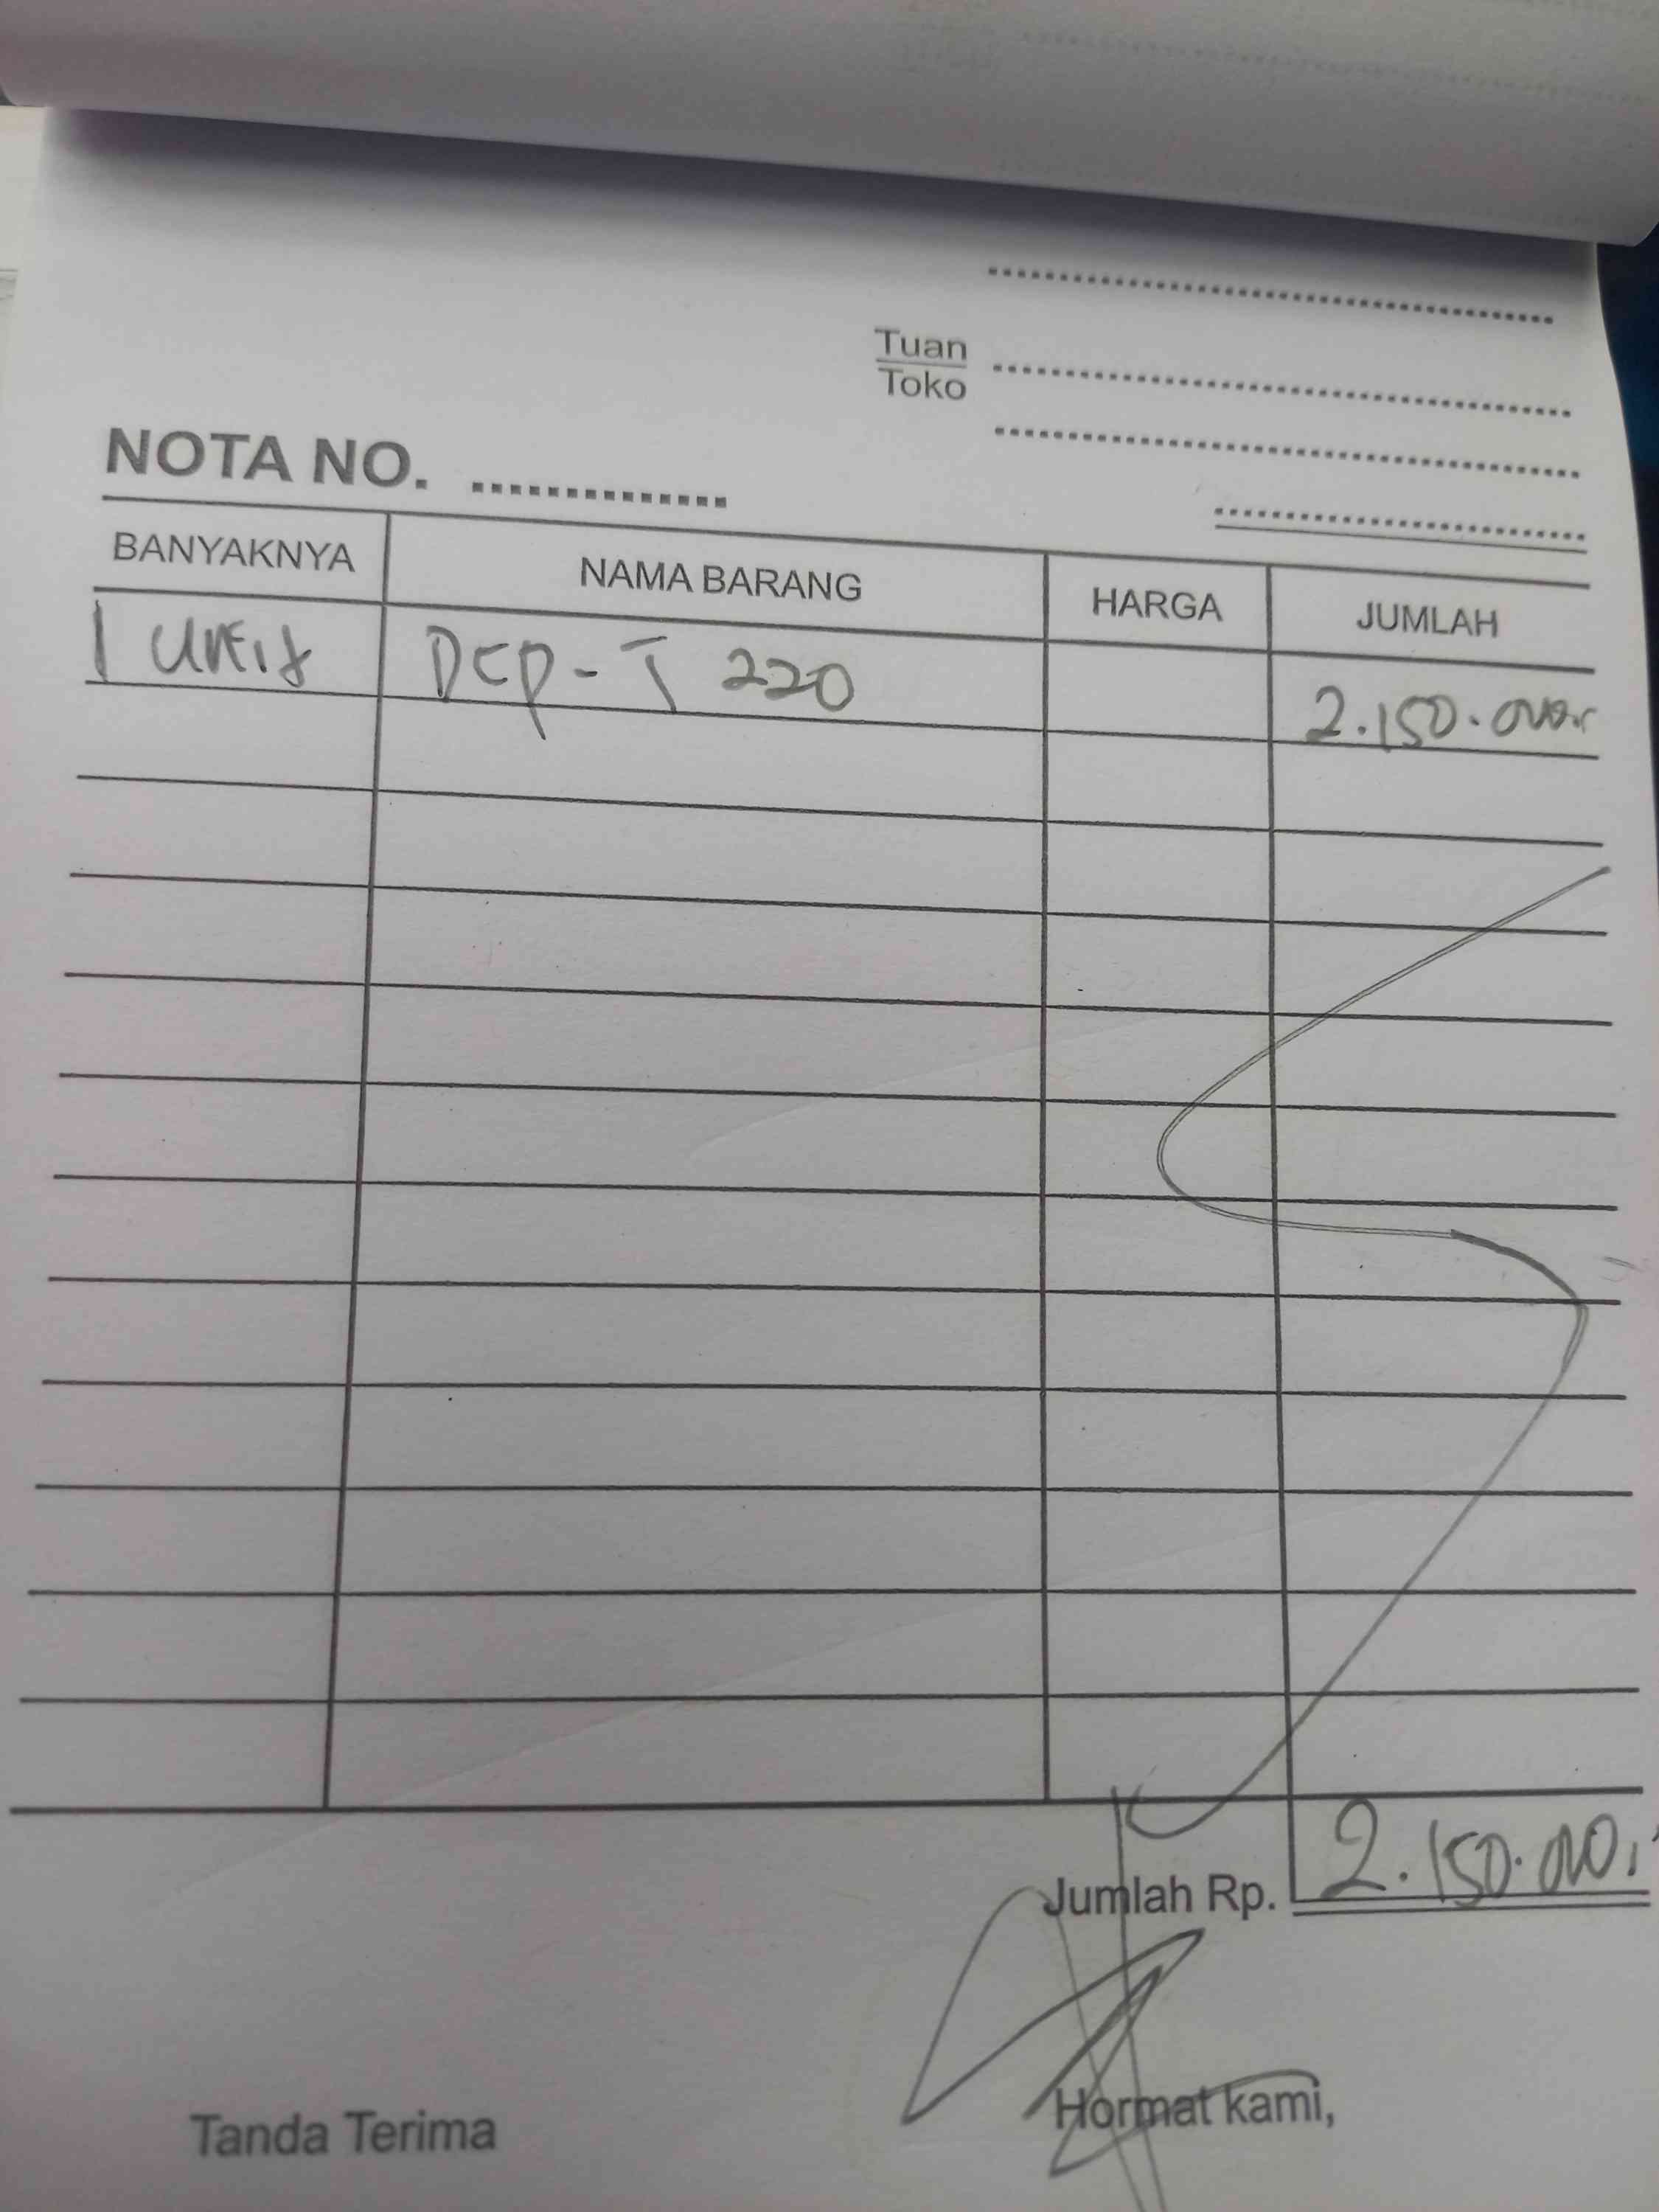 Tuan
Toko
NOTA NO. ...............
BANYAKNYA NAMA BARANG HARGA JUMLAH
1 Unit DCP-T 220 2.150.000
Jumlah Rp. 2.150.000
Tanda Terima Hormat kami,